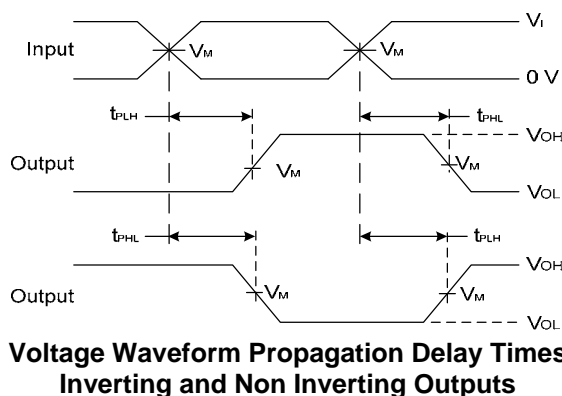 VI
Input VM VM
0 V
tPLH tPHL
VOH
Output VM VM
VOL
tPHL tPLH
VOH
Output VM VM
VOL
Voltage Waveform Propagation Delay Times
Inverting and Non Inverting Outputs